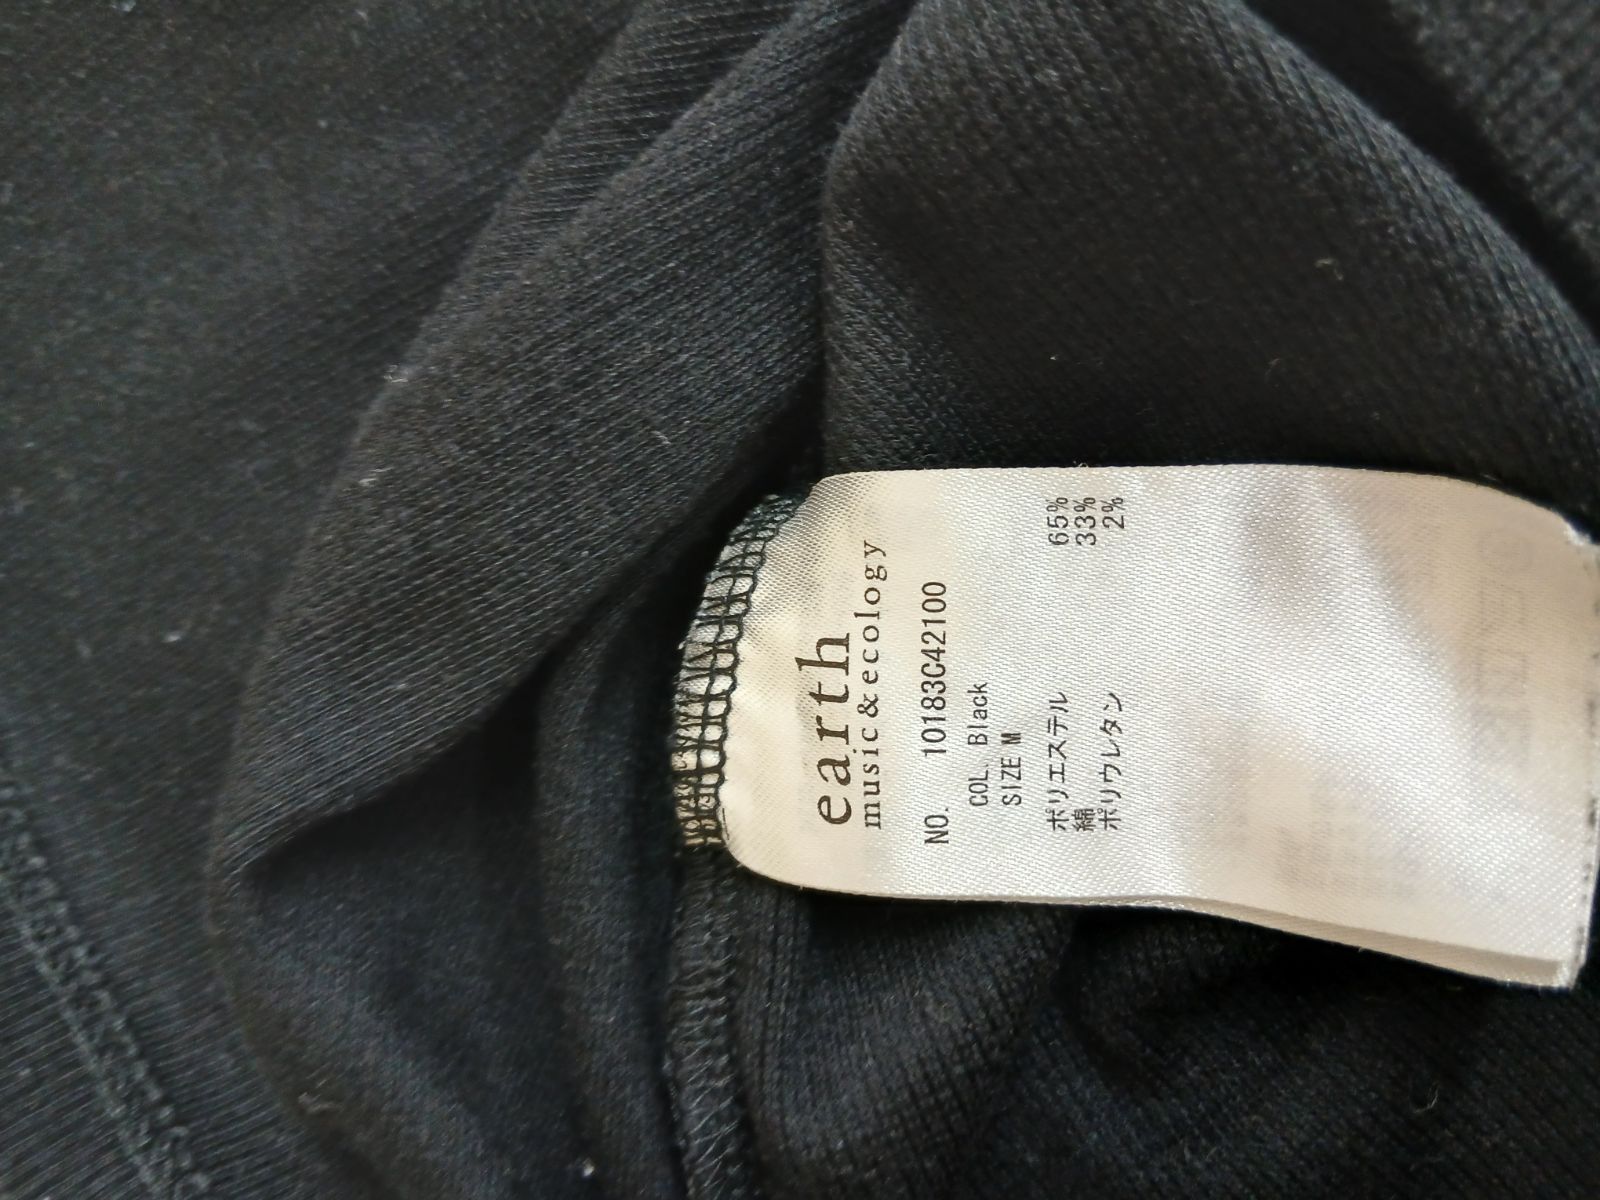 earth
music&ecology
NO. 10183C42100
COL. Black
SIZE M
ポリエステル 65%
綿 33%
ポリウレタン 2%